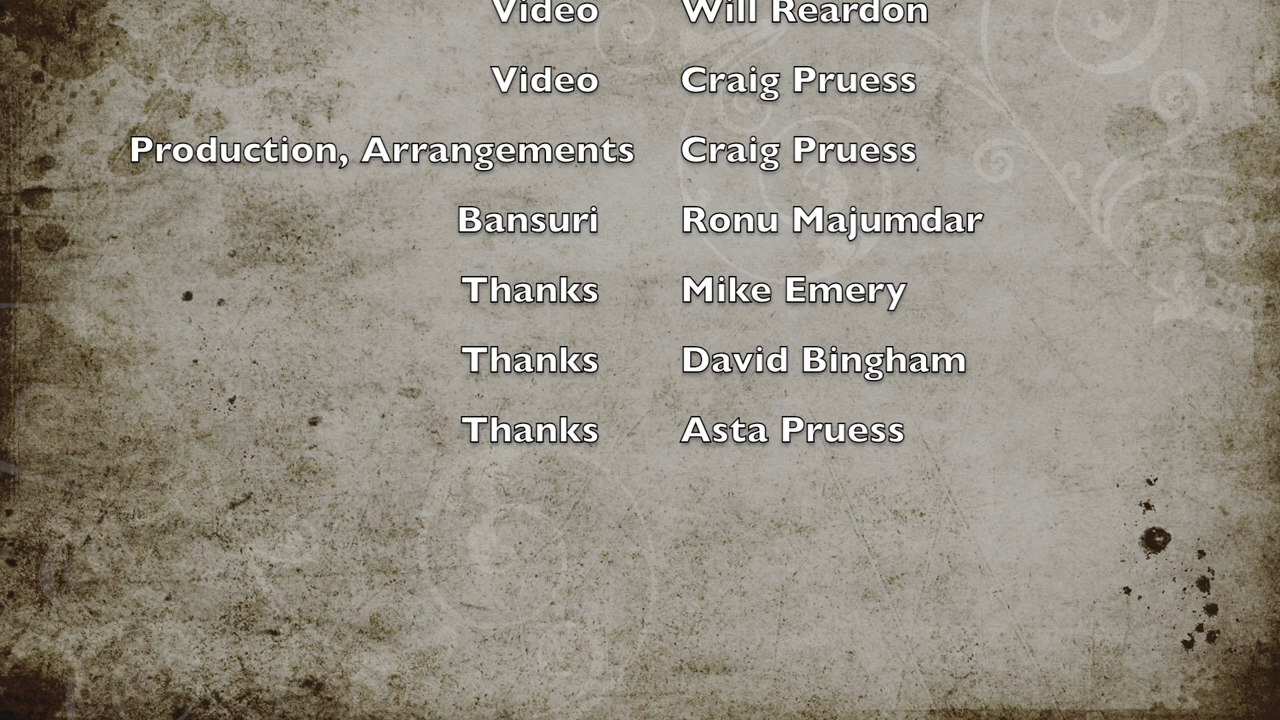 Video Will Reardon
Video Craig Pruess
Production, Arrangements Craig Pruess
Bansuri Ronu Majumdar
Thanks Mike Emery
Thanks David Bingham
Thanks Asta Pruess